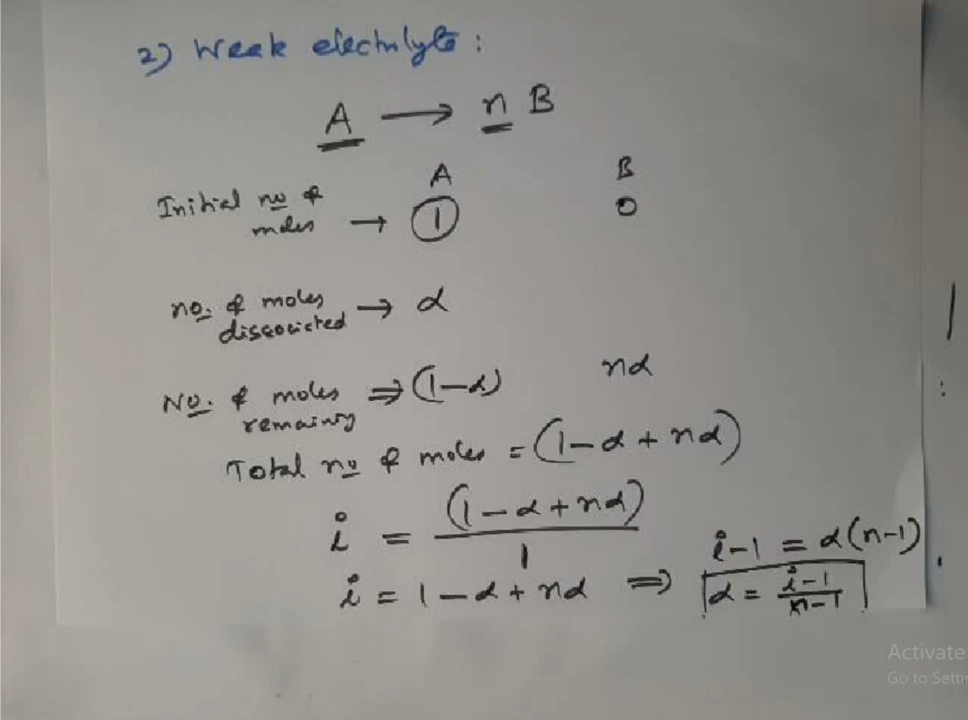 2) Weak electrolyte :
A → n B
A B
Initial no of moles → 1 0
no. of moles dissociated → α
No. of moles remaining ⇒ (1-α) nα
Total no of moles = (1-α + nα)
i = (1-α+nα) / 1
i-1 = α(n-1)
i = 1-α+nα ⇒ α = i-1 / n-1
Activate
Go to Setti